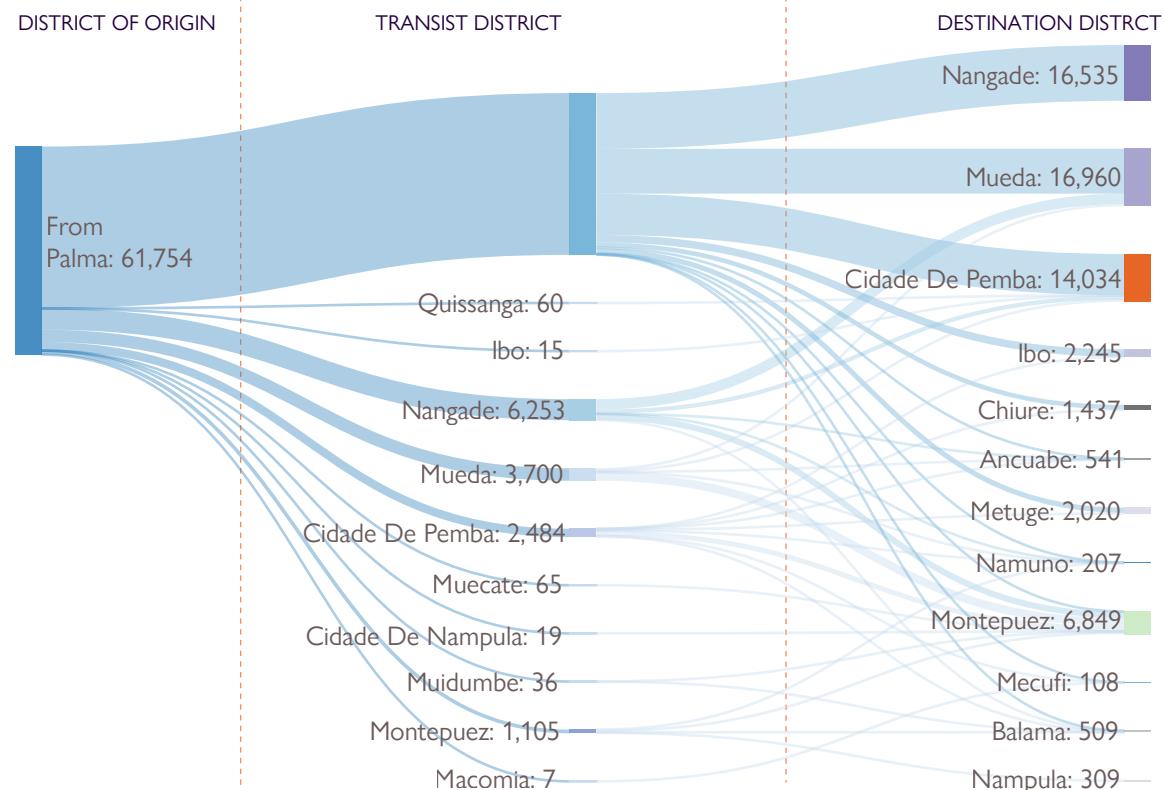 DISTRICT OF ORIGIN
TRANSIST DISTRICT
DESTINATION DISTRCT
From
Palma: 61,754
Quissanga: 60
Ibo: 15
Nangade: 6,253
Mueda: 3,700
Cidade De Pemba: 2,484
Muecate: 65
Cidade De Nampula: 19
Muidumbe: 36
Montepuez: 1,105
Macomia: 7
Nangade: 16,535
Mueda: 16,960
Cidade De Pemba: 14,034
Ibo: 2,245
Chiure: 1,437
Ancuabe: 541
Metuge: 2,020
Namuno: 207
Montepuez: 6,849
Mecufi: 108
Balama: 509
Nampula: 309